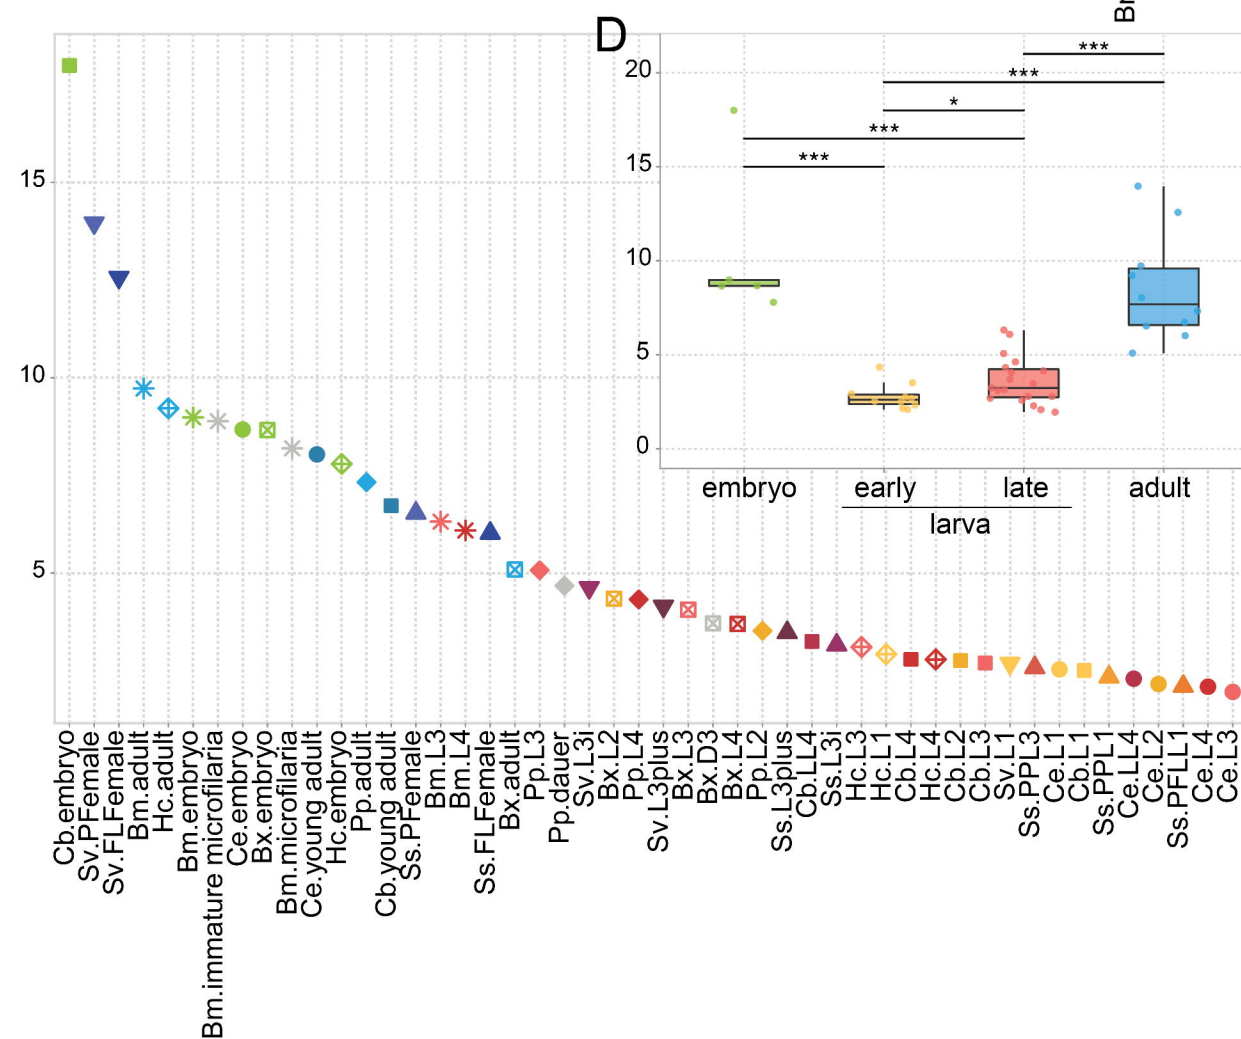 Br
D
20
15
10
5
0
***
***
*
***
***
embryo
early
late
adult
larva
15
10
5
Cb.embryo
Sv.PFemale
Sv.FLFemale
Bm.adult
Hc.adult
Bm.embryo
Bm.immature microfilaria
Ce.embryo
Bx.embryo
Bm.microfilaria
Ce.young adult
Hc.embryo
Pp.adult
Cb.young adult
Ss.PFemale
Bm.L3
Bm.L4
Ss.FLFemale
Bx.adult
Pp.L3
Pp.dauer
Sv.L3i
Bx.L2
Pp.L4
Sv.L3plus
Bx.L3
Bx.D3
Bx.L4
Pp.L2
Ss.L3plus
Cb.LL4
Ss.L3i
Hc.L3
Hc.L1
Cb.L4
Hc.L4
Cb.L2
Cb.L3
Sv.L1
Ss.PPL3
Ce.L1
Cb.L1
Ss.PPL1
Ce.LL4
Ce.L2
Ss.PFLL1
Ce.L4
Ce.L3